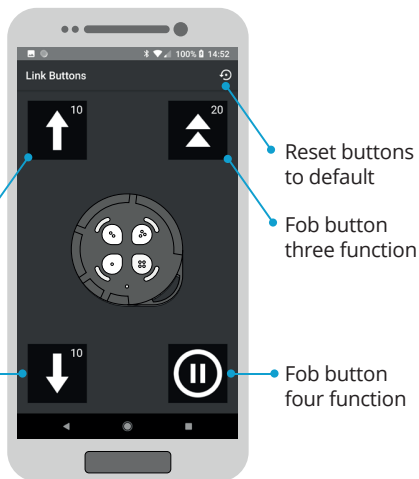 100% 14:52
Link Buttons
10
20
Reset buttons
to default
Fob button
three function
10
Fob button
four function